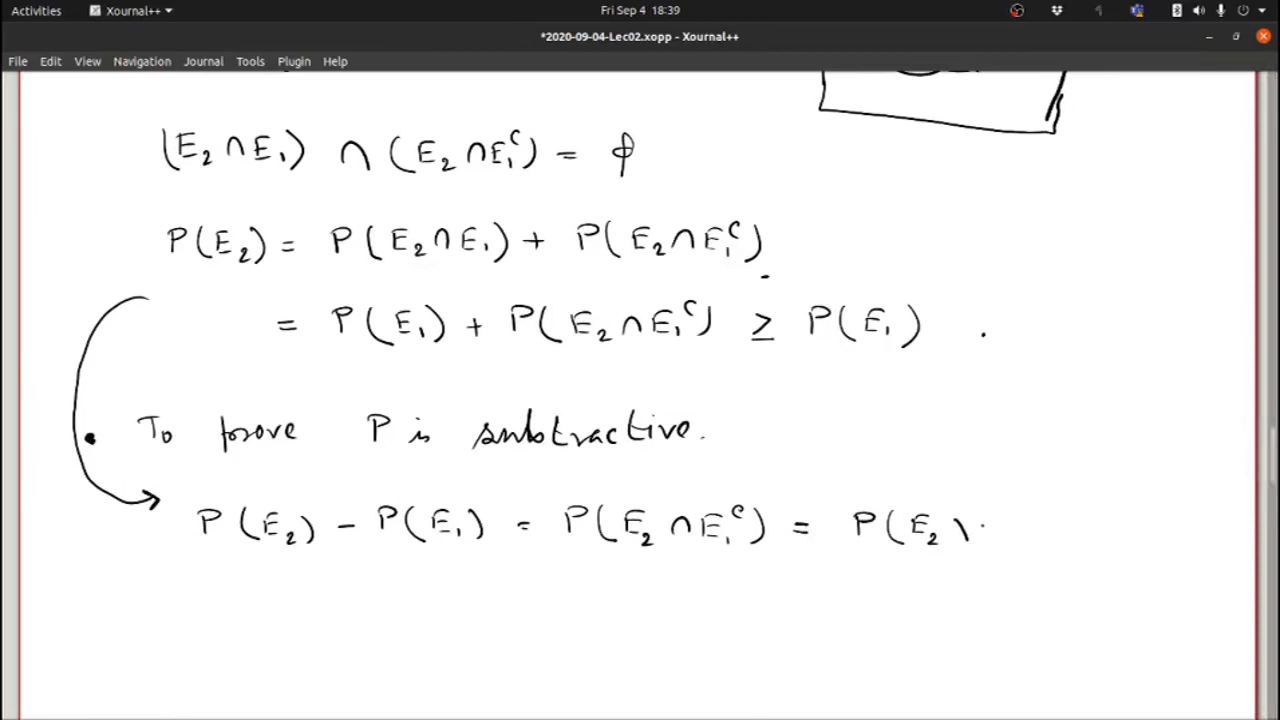 Activities Xournal++ Fri Sep 4 18:39
*2020-09-04-Lec02.xopp - Xournal++
File Edit View Navigation Journal Tools Plugin Help
(E₂ ∩ E₁) ∩ (E₂ ∩ E₁ᶜ) = ϕ
P(E₂) = P(E₂ ∩ E₁) + P(E₂ ∩ E₁ᶜ)
= P(E₁) + P(E₂ ∩ E₁ᶜ) ≥ P(E₁) .
• To prove P is subtractive.
P(E₂) – P(E₁) = P(E₂ ∩ E₁ᶜ) = P(E₂ \